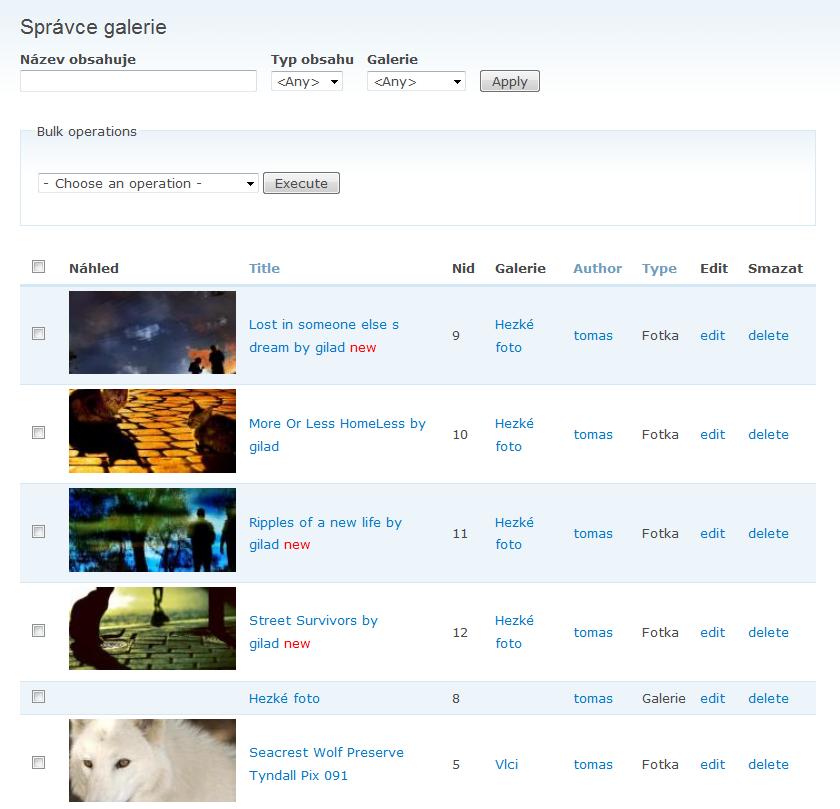 Správce galerie
Název obsahuje Typ obsahu Galerie
<Any> <Any> Apply
Bulk operations
- Choose an operation - Execute
Náhled Title Nid Galerie Author Type Edit Smazat
Lost in someone else s
dream by gilad new
9
Hezké
foto
tomas Fotka edit delete
More Or Less HomeLess by
gilad
10
Hezké
foto
tomas Fotka edit delete
Ripples of a new life by
gilad new
11
Hezké
foto
tomas Fotka edit delete
Street Survivors by
gilad new
12
Hezké
foto
tomas Fotka edit delete
Hezké foto 8 tomas Galerie edit delete
Seacrest Wolf Preserve
Tyndall Pix 091
5 Vlci tomas Fotka edit delete